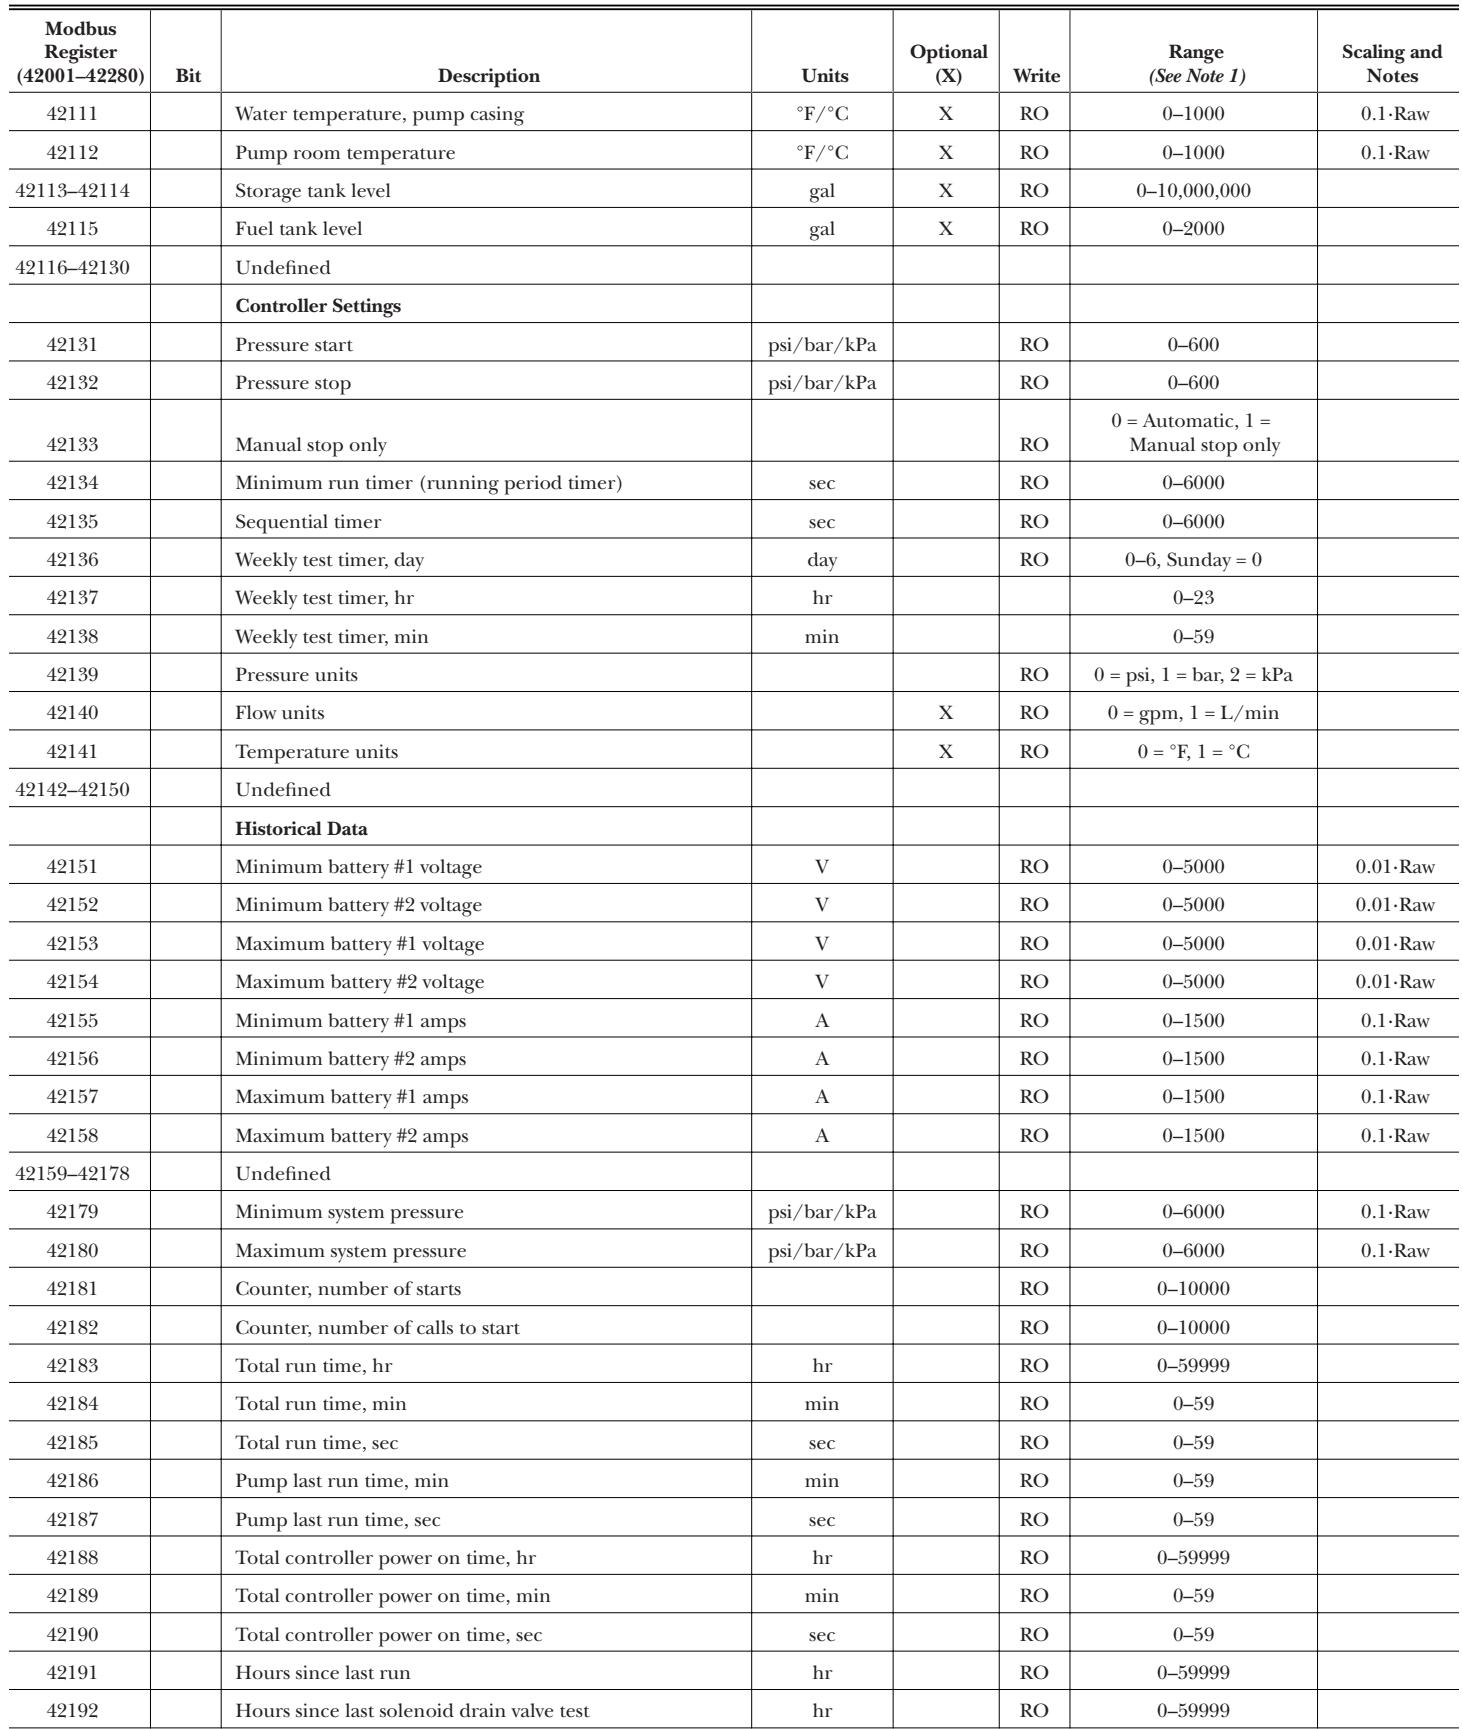 Modbus Register (42001–42280) Bit Description Units Optional (X) Write Range (See Note 1) Scaling and Notes
42111 Water temperature, pump casing °F/°C X RO 0–1000 0.1·Raw
42112 Pump room temperature °F/°C X RO 0–1000 0.1·Raw
42113–42114 Storage tank level gal X RO 0–10,000,000
42115 Fuel tank level gal X RO 0–2000
42116–42130 Undefined
Controller Settings
42131 Pressure start psi/bar/kPa RO 0–600
42132 Pressure stop psi/bar/kPa RO 0–600
42133 Manual stop only RO 0 = Automatic, 1 = Manual stop only
42134 Minimum run timer (running period timer) sec RO 0–6000
42135 Sequential timer sec RO 0–6000
42136 Weekly test timer, day day RO 0–6, Sunday = 0
42137 Weekly test timer, hr hr 0–23
42138 Weekly test timer, min min 0–59
42139 Pressure units RO 0 = psi, 1 = bar, 2 = kPa
42140 Flow units X RO 0 = gpm, 1 = L/min
42141 Temperature units X RO 0 = °F, 1 = °C
42142–42150 Undefined
Historical Data
42151 Minimum battery #1 voltage V RO 0–5000 0.01·Raw
42152 Minimum battery #2 voltage V RO 0–5000 0.01·Raw
42153 Maximum battery #1 voltage V RO 0–5000 0.01·Raw
42154 Maximum battery #2 voltage V RO 0–5000 0.01·Raw
42155 Minimum battery #1 amps A RO 0–1500 0.1·Raw
42156 Minimum battery #2 amps A RO 0–1500 0.1·Raw
42157 Maximum battery #1 amps A RO 0–1500 0.1·Raw
42158 Maximum battery #2 amps A RO 0–1500 0.1·Raw
42159–42178 Undefined
42179 Minimum system pressure psi/bar/kPa RO 0–6000 0.1·Raw
42180 Maximum system pressure psi/bar/kPa RO 0–6000 0.1·Raw
42181 Counter, number of starts RO 0–10000
42182 Counter, number of calls to start RO 0–10000
42183 Total run time, hr hr RO 0–59999
42184 Total run time, min min RO 0–59
42185 Total run time, sec sec RO 0–59
42186 Pump last run time, min min RO 0–59
42187 Pump last run time, sec sec RO 0–59
42188 Total controller power on time, hr hr RO 0–59999
42189 Total controller power on time, min min RO 0–59
42190 Total controller power on time, sec sec RO 0–59
42191 Hours since last run hr RO 0–59999
42192 Hours since last solenoid drain valve test hr RO 0–59999